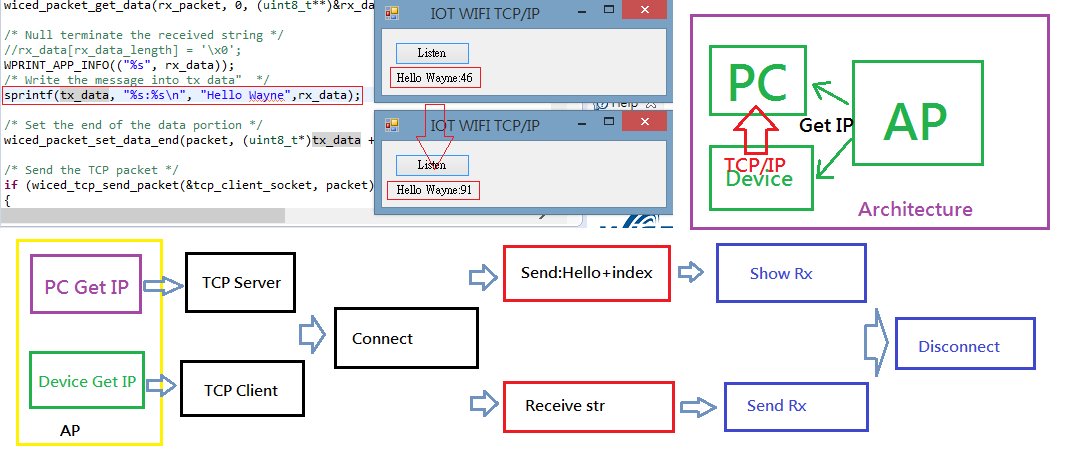 wiced_packet_get_data(rx_packet, 0, (uint8_t**)&rx_da
/* Null terminate the received string */
//rx_data[rx_data_length] = '\x0';
WPRINT_APP_INFO(("%s", rx_data));
/* Write the message into tx data" */
sprintf(tx_data, "%s:%s\n", "Hello Wayne",rx_data);
/* Set the end of the data portion */
wiced_packet_set_data_end(packet, (uint8_t*)tx_data +
/* Send the TCP packet */
if (wiced_tcp_send_packet(&tcp_client_socket, packet)
{
IOT WIFI TCP/IP
Listen
Hello Wayne:46
Help
IOT WIFI TCP/IP
Listen
Hello Wayne:91
PC
AP
Get IP
TCP/IP
Device
Architecture
PC Get IP
TCP Server
Send:Hello+index
Show Rx
Connect
Disconnect
Device Get IP
TCP Client
Receive str
Send Rx
AP